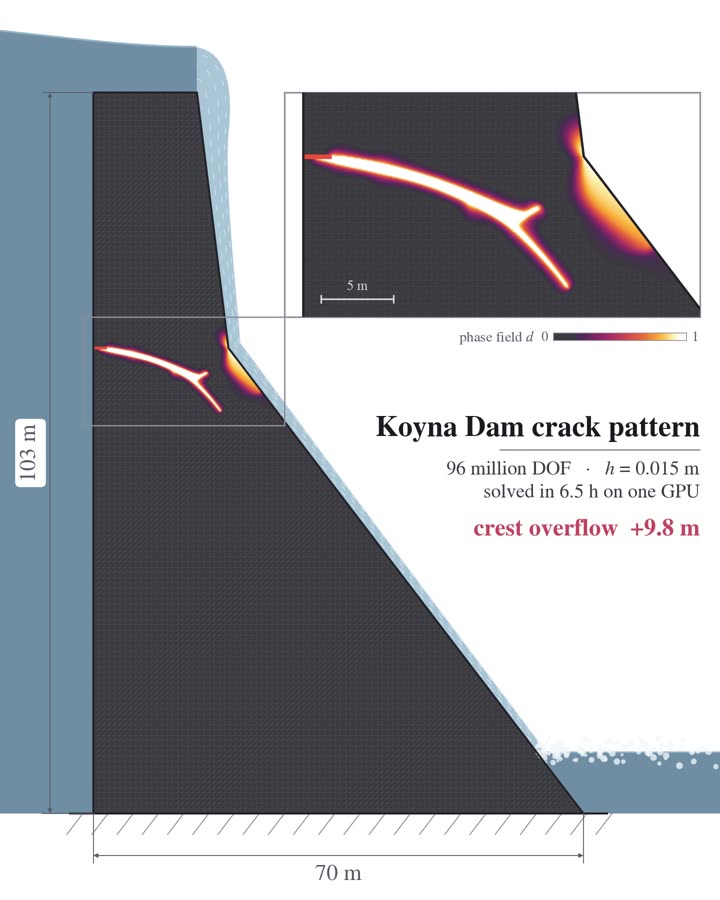 5 m
phase field d 0 1
Koyna Dam crack pattern
96 million DOF · h = 0.015 m
solved in 6.5 h on one GPU
crest overflow +9.8 m
103 m
70 m